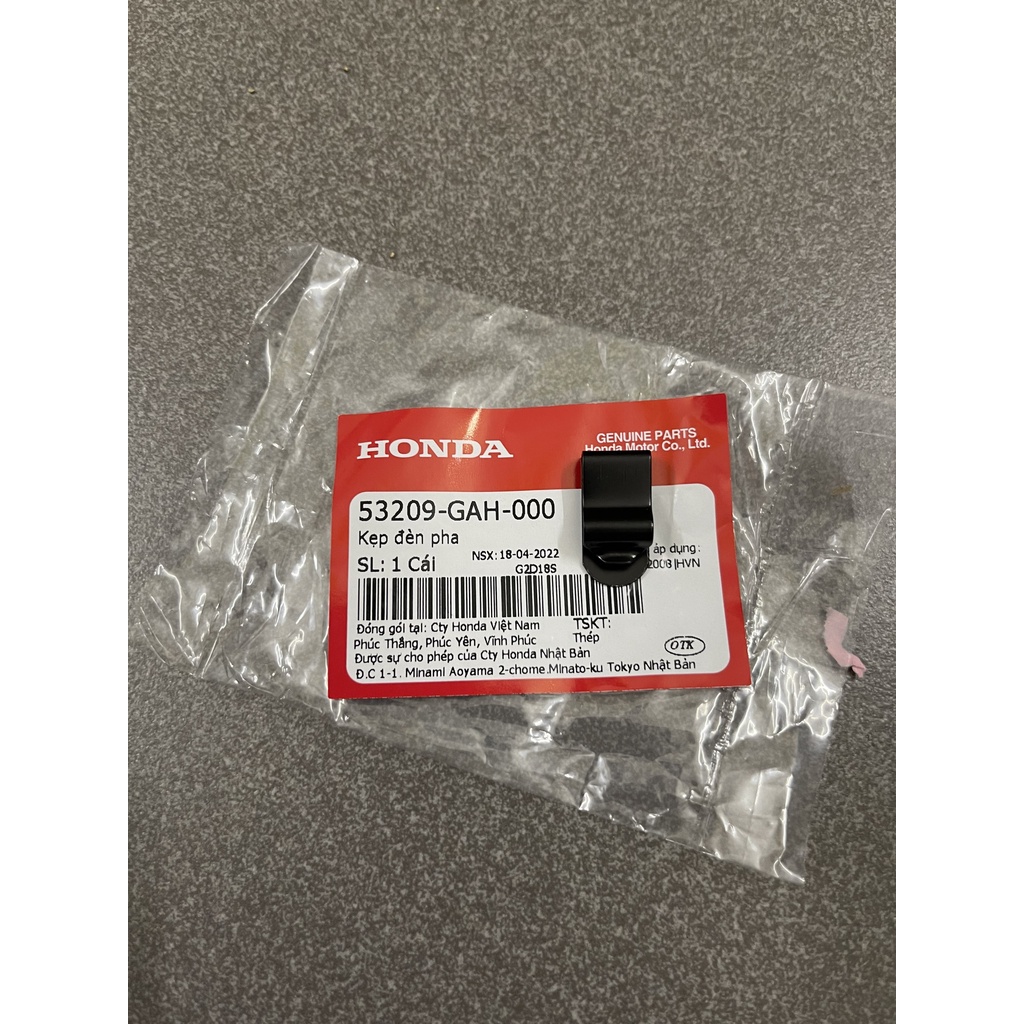 HONDA
GENUINE PARTS
Honda Motor Co., Ltd.
53209-GAH-000
Kẹp đèn pha
SL: 1 Cái
NSX: 18-04-2022
G2D18S
áp dụng:
2008 |HVN
Đóng gói tại: Cty Honda Việt Nam
Phúc Thắng, Phúc Yên, Vĩnh Phúc
TSKT:
Thép
Được sự cho phép của Cty Honda Nhật Bản
Đ.C 1-1. Minami Aoyama 2-chome.Minato-ku Tokyo Nhật Bản
OTK